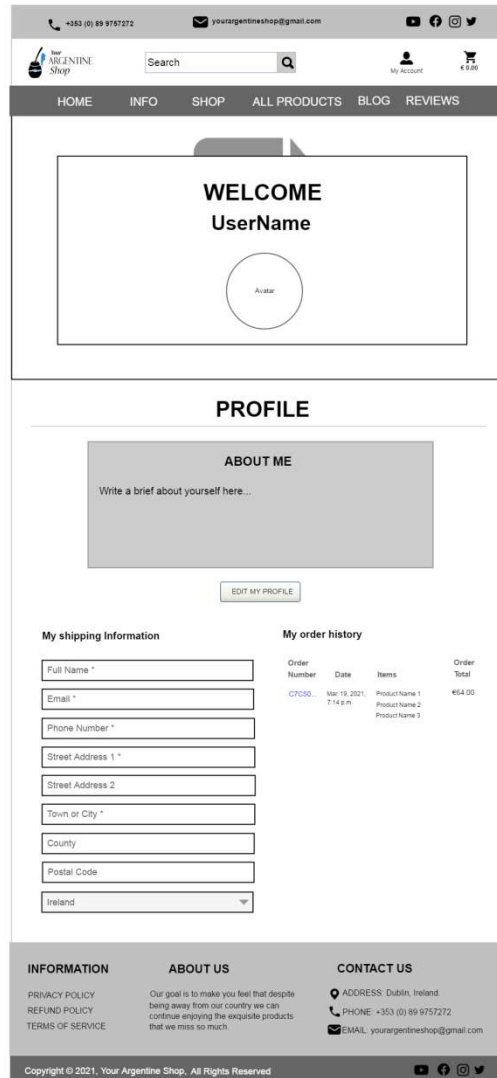 +353 (0) 89 9757272
yourargentineshop@gmail.com
Your
ARGENTINE
Shop
Search
My Account
€ 0.00
HOME INFO SHOP ALL PRODUCTS BLOG REVIEWS
WELCOME
UserName
Avatar
PROFILE
ABOUT ME
Write a brief about yourself here...
EDIT MY PROFILE
My shipping Information
Full Name *
Email *
Phone Number *
Street Address 1 *
Street Address 2
Town or City *
County
Postal Code
Ireland
My order history
Order Number Date Items Order Total
C7C50... Mar. 19, 2021, 7:14 p.m. Product Name 1 €64.00
Product Name 2
Product Name 3
INFORMATION
PRIVACY POLICY
REFUND POLICY
TERMS OF SERVICE
ABOUT US
Our goal is to make you feel that despite
being away from our country we can
continue enjoying the exquisite products
that we miss so much.
CONTACT US
ADDRESS: Dublin, Ireland.
PHONE: +353 (0) 89 9757272
EMAIL: yourargentineshop@gmail.com
Copyright © 2021, Your Argentine Shop, All Rights Reserved